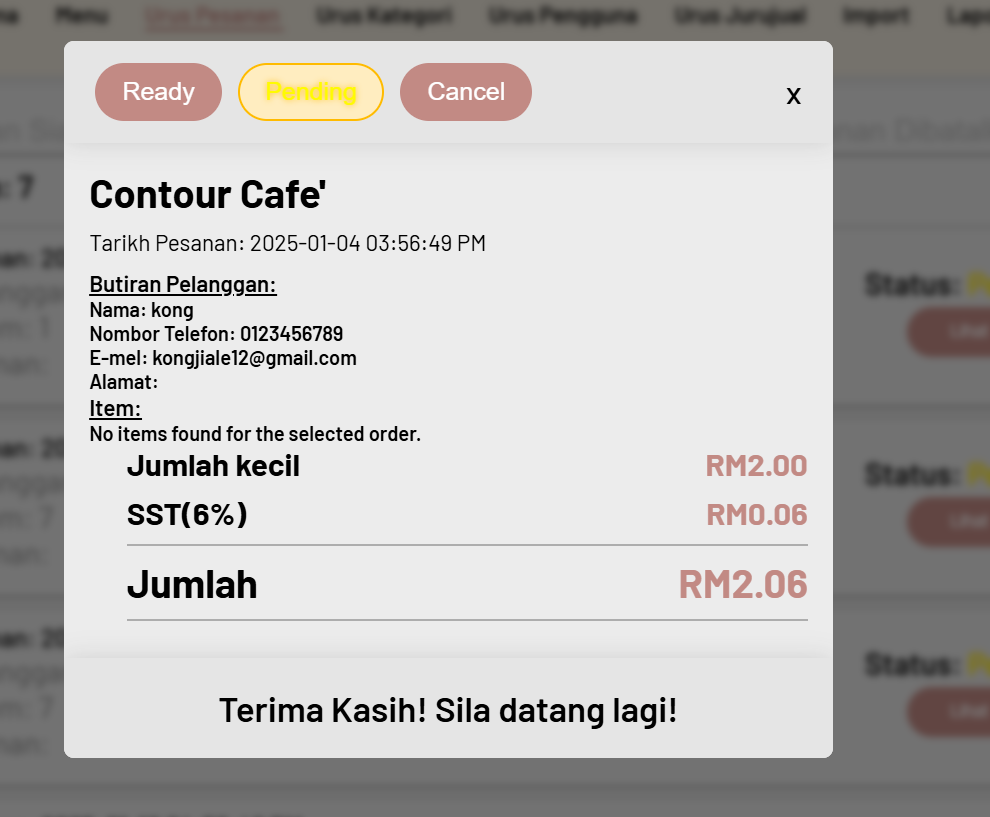 Menu Urus Pesanan Urus Kategori Urus Pengguna Urus Jurujual Import
Ready Pending Cancel x
: 7
Contour Cafe'
Tarikh Pesanan: 2025-01-04 03:56:49 PM
Butiran Pelanggan:
Nama: kong
Nombor Telefon: 0123456789
E-mel: kongjiale12@gmail.com
Alamat:
Item:
No items found for the selected order.
Jumlah kecil RM2.00
SST(6%) RM0.06
Jumlah RM2.06
Terima Kasih! Sila datang lagi!
Status:
Status:
Status: